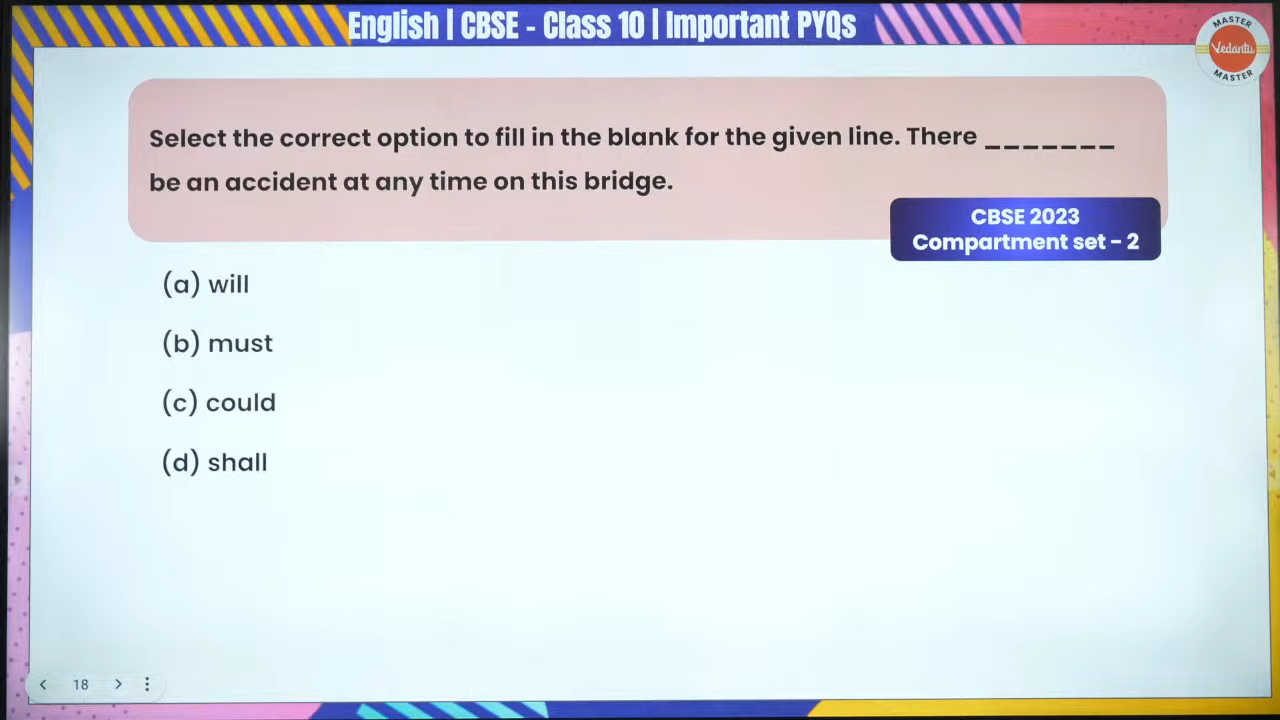 English | CBSE - Class 10 | Important PYQs
MASTER
Vedantu
MASTER
Select the correct option to fill in the blank for the given line. There _______
be an accident at any time on this bridge.
CBSE 2023
Compartment set - 2
(a) will
(b) must
(c) could
(d) shall
18